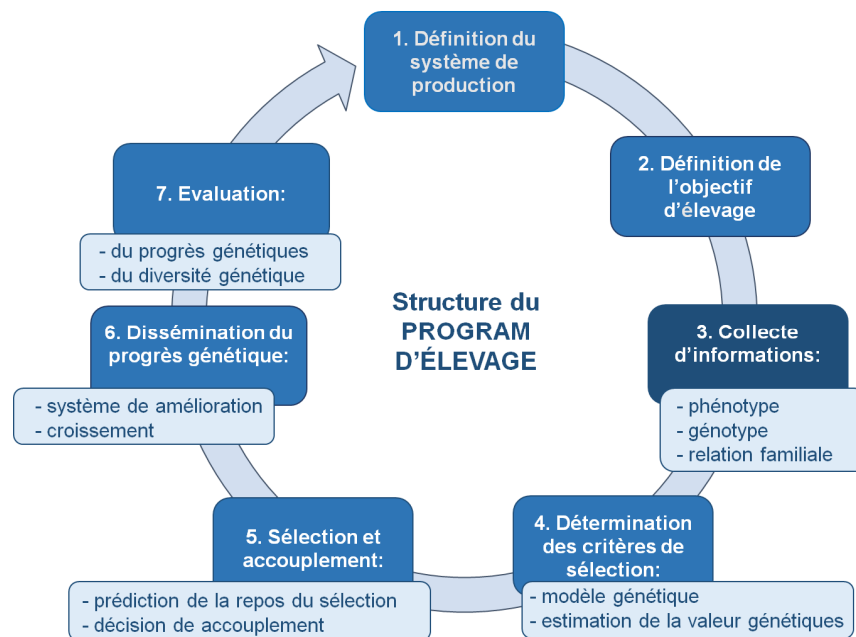 1. Définition du
système de
production
2. Définition de
l'objectif
d'élevage
3. Collecte
d'informations:
- phénotype
- génotype
- relation familiale
4. Détermination
des critères de
sélection:
- modèle génétique
- estimation de la valeur génétiques
5. Sélection et
accouplement:
- prédiction de la repos du sélection
- décision de accouplement
6. Dissémination du
progrès génétique:
- système de amélioration
- croissement
7. Evaluation:
- du progrès génétiques
- du diversité génétique
Structure du
PROGRAM
D'ÉLEVAGE